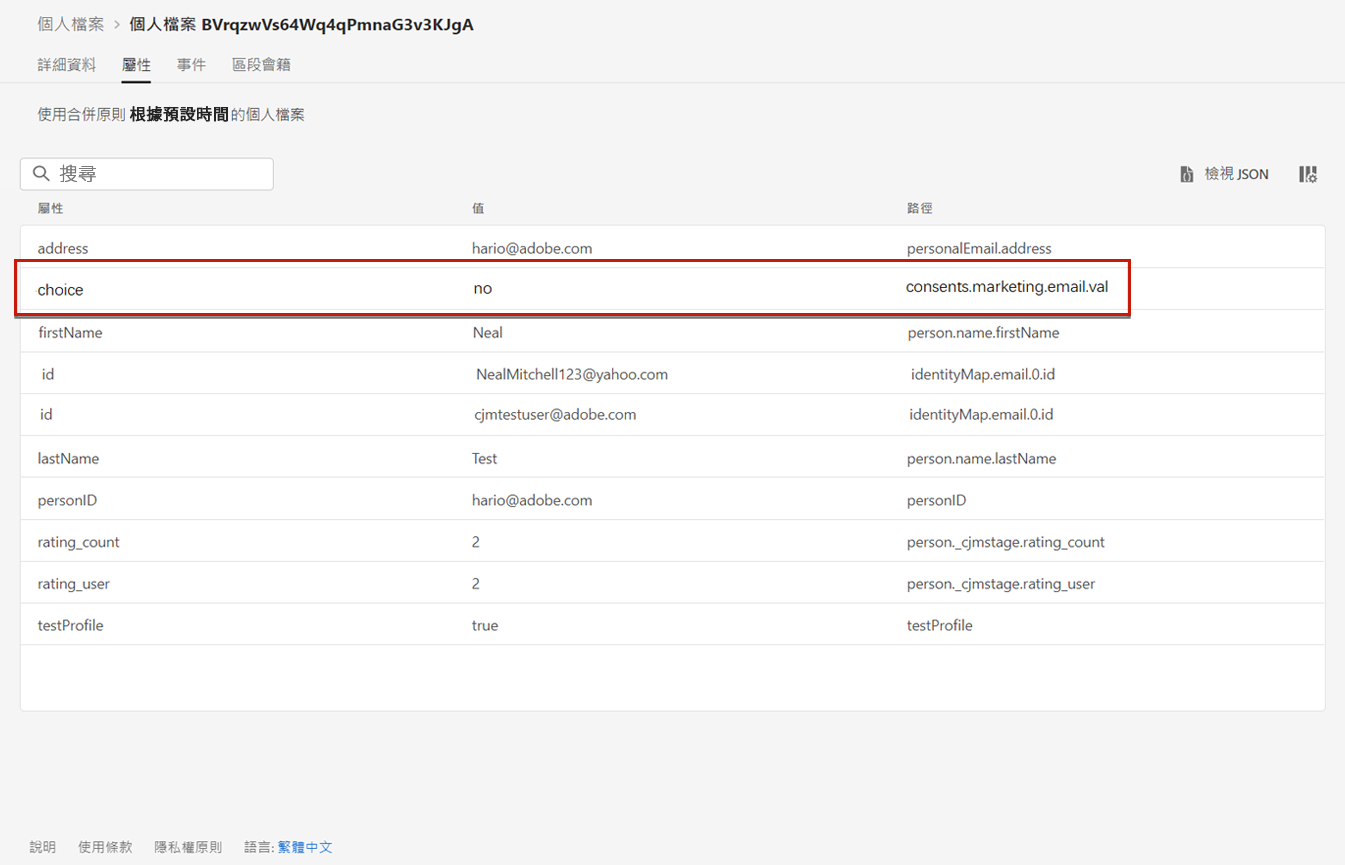 個人檔案 > 個人檔案 BVrqzwVs64Wq4qPmnaG3v3KJgA
詳細資料 屬性 事件 區段會籍
使用合併原則 根據預設時間的個人檔案
搜尋 檢視 JSON
屬性 值 路徑
address hario@adobe.com personalEmail.address
choice no consents.marketing.email.val
firstName Neal person.name.firstName
id NealMitchell123@yahoo.com identityMap.email.0.id
id cjmtestuser@adobe.com identityMap.email.0.id
lastName Test person.name.lastName
personID hario@adobe.com personID
rating_count 2 person._cjmstage.rating_count
rating_user 2 person._cjmstage.rating_user
testProfile true testProfile
說明 使用條款 隱私權原則 語言: 繁體中文